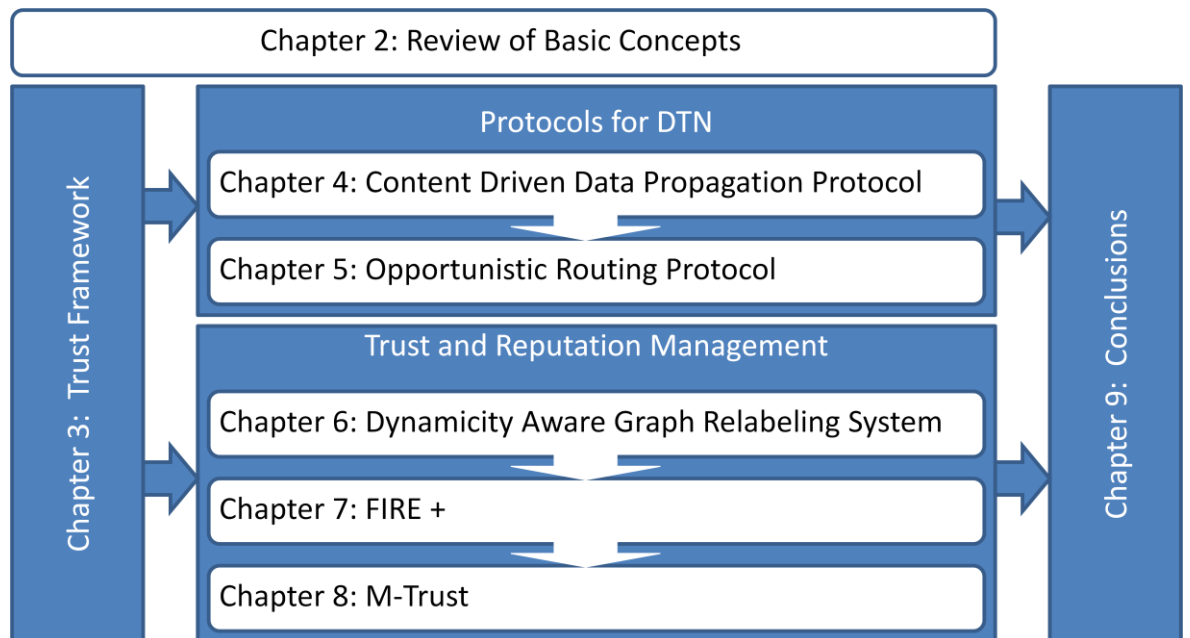 Chapter 2: Review of Basic Concepts
Chapter 3: Trust Framework
Protocols for DTN
Chapter 4: Content Driven Data Propagation Protocol
Chapter 5: Opportunistic Routing Protocol
Trust and Reputation Management
Chapter 6: Dynamicity Aware Graph Relabeling System
Chapter 7: FIRE +
Chapter 8: M-Trust
Chapter 9: Conclusions